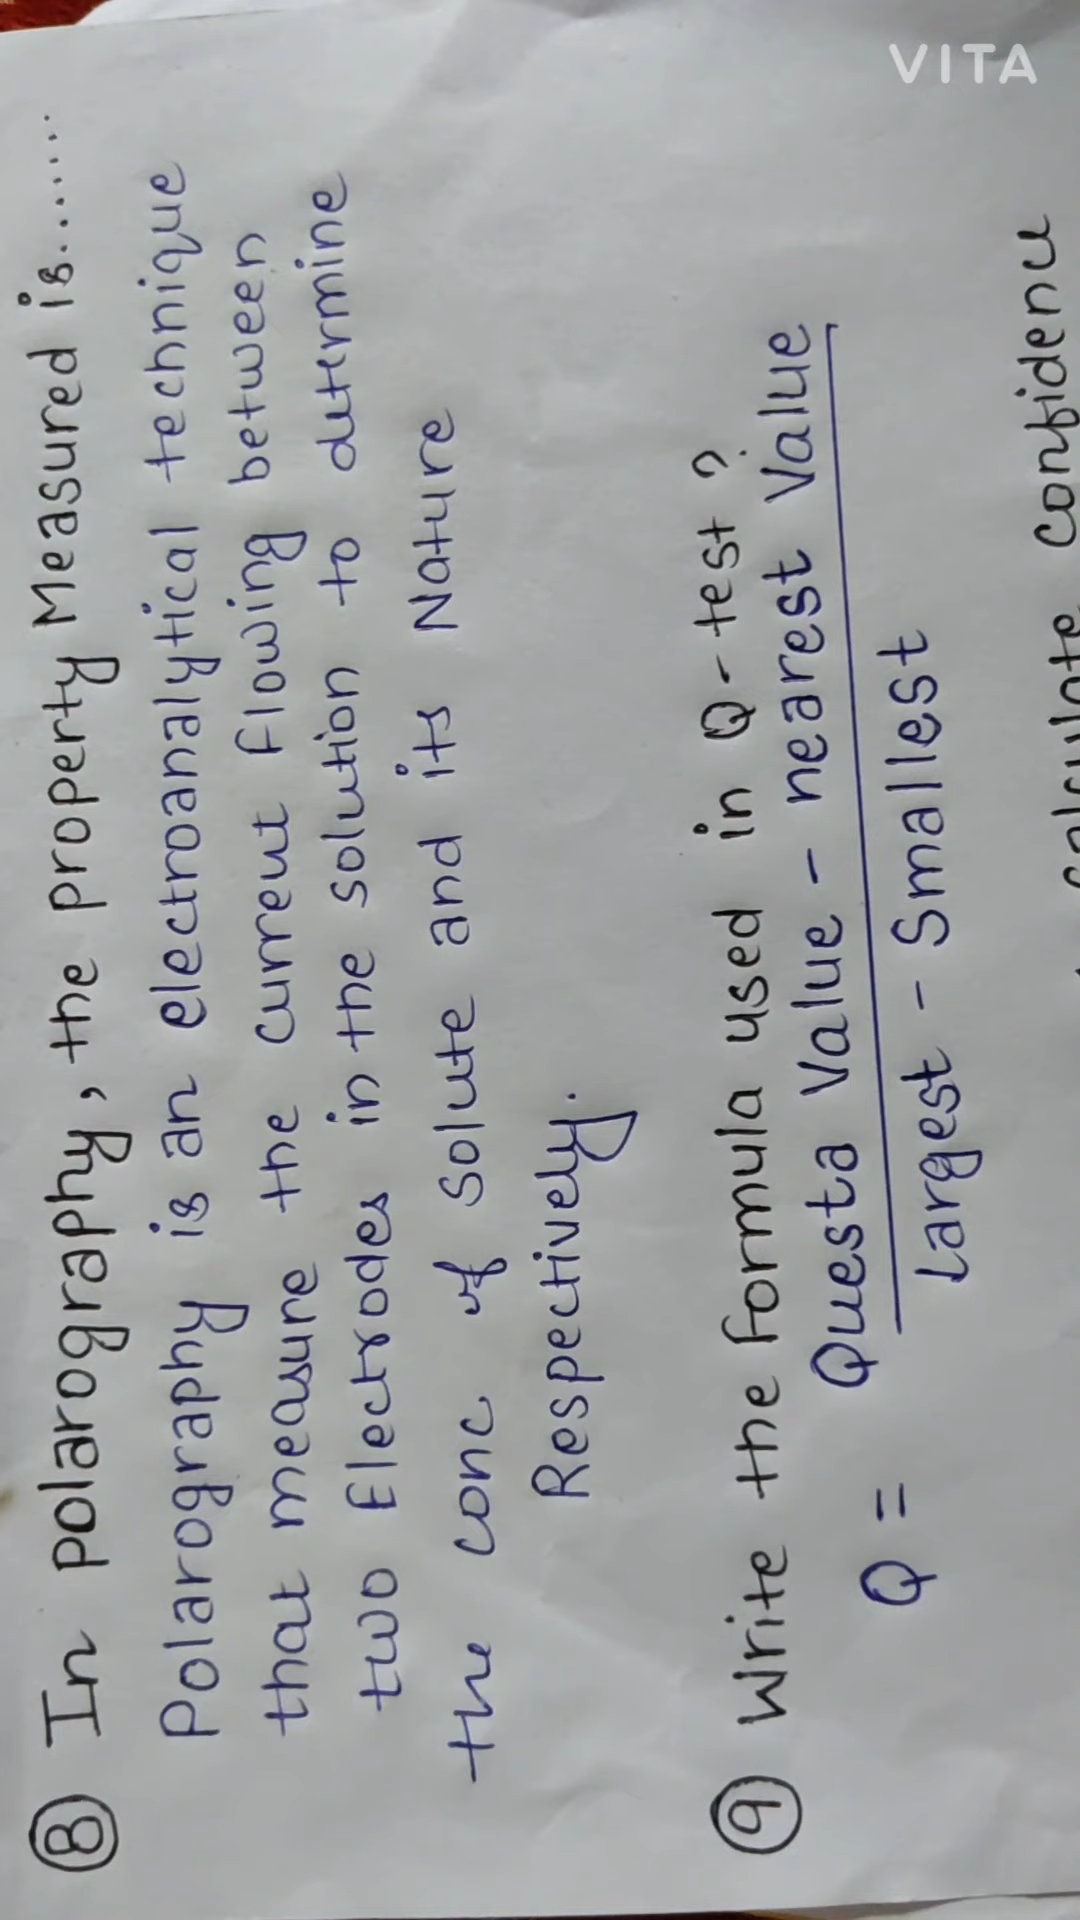 VITA
⑧ In polarography, the property Measured is.......
Polarography is an electroanalytical technique
that measure the current flowing between
two Electrodes in the solution to determine
the conc of solute and its Nature
Respectively.
⑨ Write the formula used in Q-test ?
Q = Questa Value - nearest Value
Largest - Smallest
calculate confidence